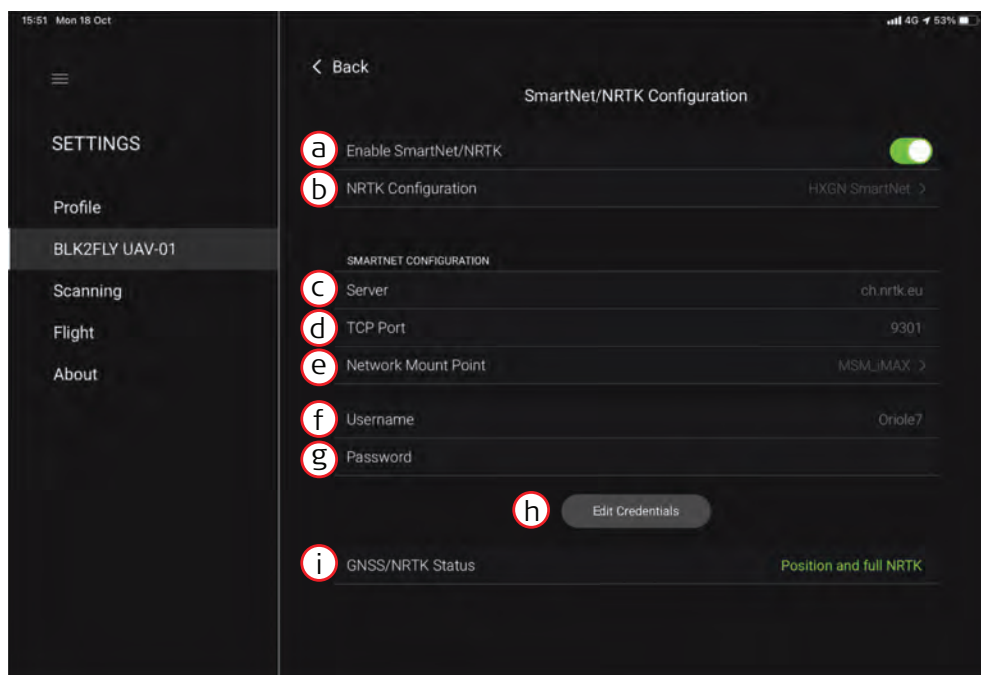 15:51 Mon 18 Oct
4G 53%
Back
SmartNet/NRTK Configuration
SETTINGS
Profile
BLK2FLY UAV-01
Scanning
Flight
About
a Enable SmartNet/NRTK
b NRTK Configuration HXGN SmartNet
SMARTNET CONFIGURATION
c Server ch.nrtk.eu
d TCP Port 9301
e Network Mount Point MSM_iMAX
f Username Oriole7
g Password
h Edit Credentials
i GNSS/NRTK Status Position and full NRTK